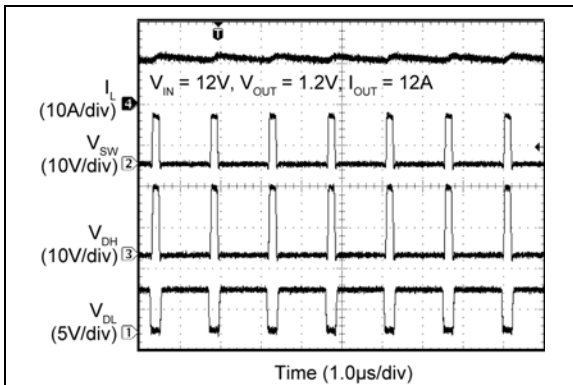 T
V_IN = 12V, V_OUT = 1.2V, I_OUT = 12A
I_L
(10A/div)
4
V_SW
(10V/div)
2
V_DH
(10V/div)
3
V_DL
(5V/div)
1
Time (1.0µs/div)